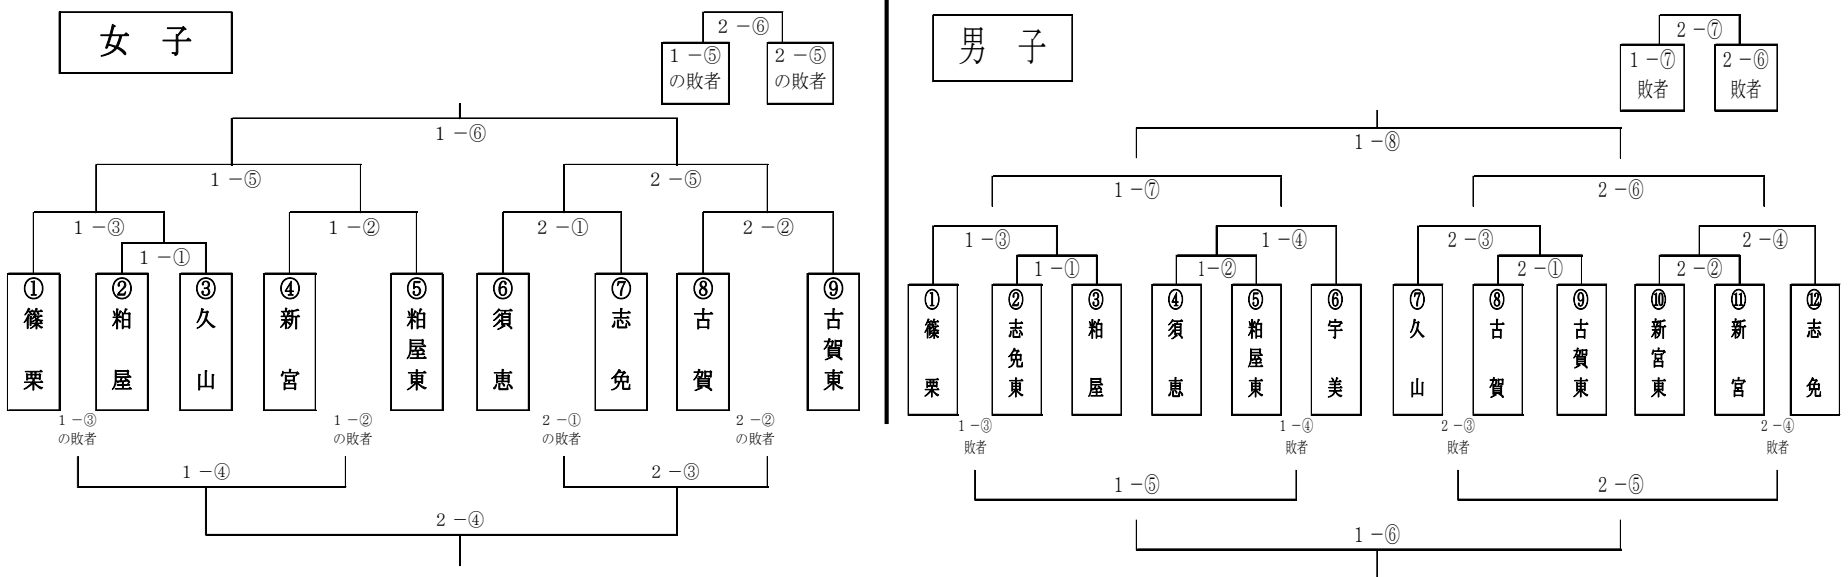 女 子
2-⑥
1-⑤
の敗者
2-⑤
の敗者
1-⑥
1-⑤
2-⑤
1-③
1-②
2-①
2-②
1-①
①篠栗
②粕屋
③久山
④新宮
⑤粕屋東
⑥須恵
⑦志免
⑧古賀
⑨古賀東
1-③
の敗者
1-②
の敗者
2-①
の敗者
2-②
の敗者
1-④
2-③
2-④
男 子
2-⑦
1-⑦
敗者
2-⑥
敗者
1-⑧
1-⑦
2-⑥
1-③
1-④
2-③
2-④
1-①
1-②
2-①
2-②
①篠栗
②志免東
③粕屋
④須恵
⑤粕屋東
⑥宇美
⑦久山
⑧古賀
⑨古賀東
⑩新宮東
⑪新宮
⑫志免
1-③
敗者
1-④
敗者
2-③
敗者
2-④
敗者
1-⑤
2-⑤
1-⑥